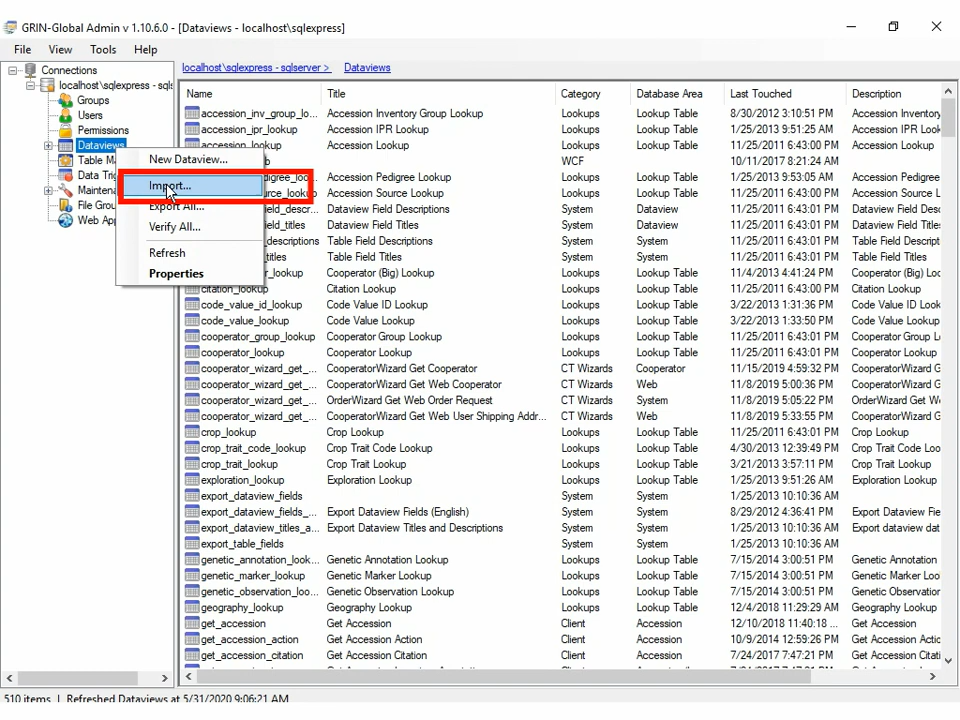 GRIN-Global Admin v 1.10.6.0 - [Dataviews - localhost\sqlexpress]
File View Tools Help
Connections
localhost\sqlexpress - sqls
Groups
Users
Permissions
Dataviews
Table M
Data Trig
Maintena
File Grou
Web App
New Dataview...
Import...
Export All...
Verify All...
Refresh
Properties
localhost\sqlexpress - sqlserver > Dataviews
Name Title Category Database Area Last Touched Description
accession_inv_group_lo... Accession Inventory Group Lookup Lookups Lookup Table 8/30/2012 3:10:51 PM Accession Inventory
accession_ipr_lookup Accession IPR Lookup Lookups Lookup Table 1/25/2013 9:51:25 AM Accession IPR Look
accession_lookup Accession Lookup Lookups Lookup Table 11/25/2011 6:43:00 PM Accession Lookup
WCF 10/11/2017 8:21:24 AM
Accession Pedigree Lookup Lookups Lookup Table 1/25/2013 9:53:05 AM Accession Pedigree
Accession Source Lookup Lookups Lookup Table 11/25/2011 6:43:00 PM Accession Source L
Dataview Field Descriptions System Dataview 11/25/2011 6:43:01 PM Dataview Field Desc
field_titles Dataview Field Titles System Dataview 11/25/2011 6:43:01 PM Dataview Field Titles
descriptions Table Field Descriptions System System 11/25/2011 6:43:01 PM Table Field Descripti
titles Table Field Titles System System 11/25/2011 6:43:01 PM Table Field Titles
r_lookup Cooperator (Big) Lookup Lookups Lookup Table 11/4/2013 4:41:24 PM Cooperator (Big) Loo
citation_lookup Citation Lookup Lookups Lookup Table 11/25/2011 6:43:00 PM Citation Lookup
code_value_id_lookup Code Value ID Lookup Lookups Lookup Table 3/22/2013 1:31:36 PM Code Value ID Look
code_value_lookup Code Value Lookup Lookups Lookup Table 3/22/2013 1:33:50 PM Code Value Lookup
cooperator_group_lookup Cooperator Group Lookup Lookups Lookup Table 11/25/2011 6:43:01 PM Cooperator Group L
cooperator_lookup Cooperator Lookup Lookups Lookup Table 11/25/2011 6:43:01 PM Cooperator Lookup
cooperator_wizard_get_... CooperatorWizard Get Cooperator CT Wizards Cooperator 11/15/2019 4:59:32 PM CooperatorWizard G
cooperator_wizard_get_... CooperatorWizard Get Web Cooperator CT Wizards Web 11/8/2019 5:00:36 PM CooperatorWizard G
cooperator_wizard_get_... OrderWizard Get Web Order Request CT Wizards Web 11/8/2019 5:05:22 PM OrderWizard Get We
cooperator_wizard_get_... CooperatorWizard Get Web User Shipping Addr... CT Wizards Web 11/8/2019 5:33:55 PM CooperatorWizard G
crop_lookup Crop Lookup Lookups Lookup Table 11/25/2011 6:43:01 PM Crop Lookup
crop_trait_code_lookup Crop Trait Code Lookup Lookups Lookup Table 4/30/2013 12:39:49 PM Crop Trait Code Loo
crop_trait_lookup Crop Trait Lookup Lookups Lookup Table 3/21/2013 3:57:11 PM Crop Trait Lookup
exploration_lookup Exploration Lookup Lookups Lookup Table 1/25/2013 9:51:26 AM Exploration Lookup
export_dataview_fields System System 1/25/2013 10:10:36 AM
export_dataview_fields_... Export Dataview Fields (English) System System 8/29/2012 4:36:41 PM Export Dataview Fie
export_dataview_titles_a... Export Dataview Titles and Descriptions System System 1/25/2013 10:10:36 AM Export dataview dat
export_table_fields System System 1/25/2013 10:10:36 AM
genetic_annotation_look... Genetic Annotation Lookup Lookups Lookup Table 7/15/2014 3:00:51 PM Genetic Annotation
genetic_marker_lookup Genetic Marker Lookup Lookups Lookup Table 7/15/2014 3:00:51 PM Genetic Marker Loo
genetic_observation_loo... Genetic Observation Lookup Lookups Lookup Table 7/15/2014 3:00:51 PM Genetic Observation
geography_lookup Geography Lookup Lookups Lookup Table 12/4/2018 11:29:29 AM Geography Lookup
get_accession Get Accession Client Accession 12/10/2018 11:40:18 ... Get Accession
get_accession_action Get Accession Action Client Accession 10/9/2014 12:59:26 PM Get Accession Actic
get_accession_citation Get Accession Citation Client Accession 7/24/2017 7:47:21 PM Get Accession Citati
510 items | Refreshed Dataviews at 5/31/2020 9:06:21 AM